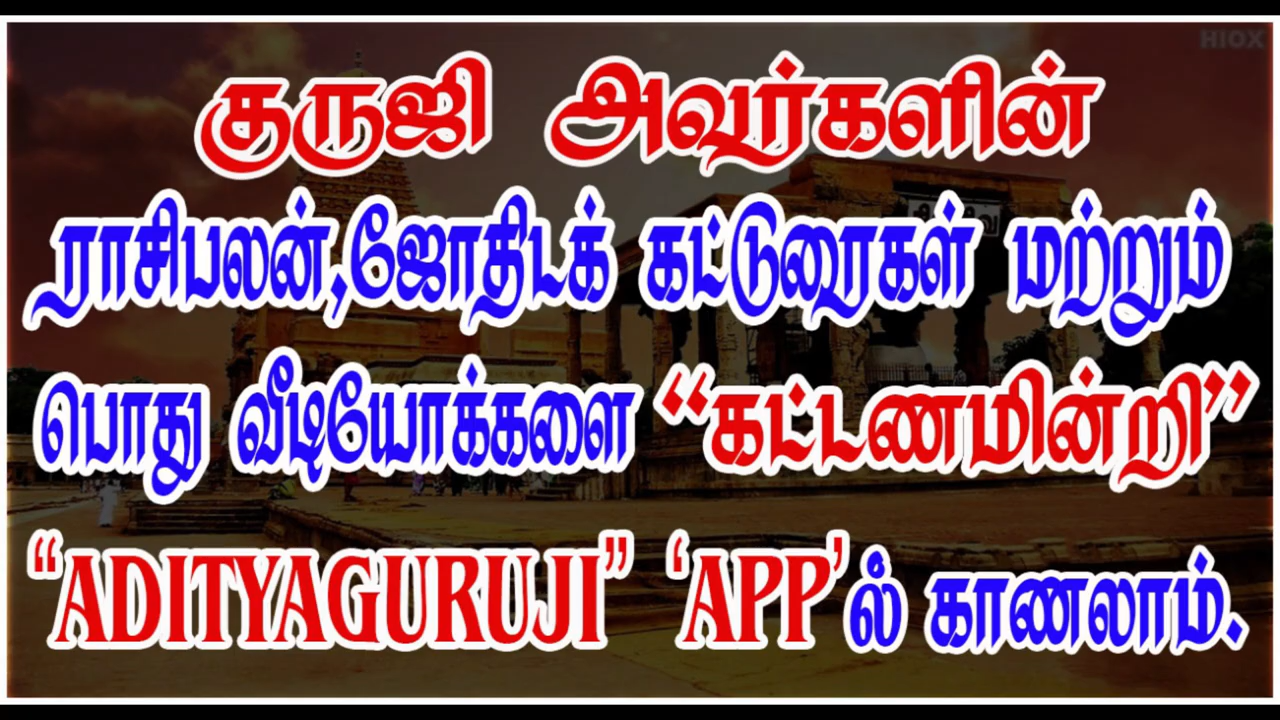 HIOX
குருஜி அவர்களின்
ராசிபலன்,ஜோதிடக் கட்டுரைகள் மற்றும்
பொது வீடியோக்களை “கட்டணமின்றி”
“ADITYAGURUJI” ‘APP’ல் காணலாம்.